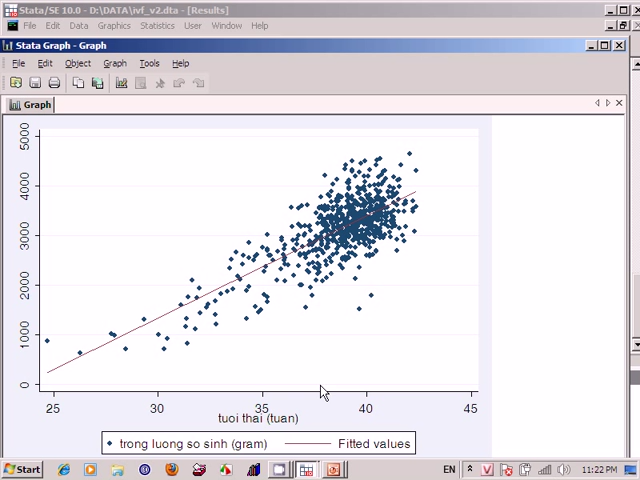 Stata/SE 10.0 - D:\DATA\ivf_v2.dta - [Results]
File Edit Data Graphics Statistics User Window Help
Stata Graph - Graph
File Edit Object Graph Tools Help
Graph
5000
4000
3000
2000
1000
0
25 30 35 40 45
tuoi thai (tuan)
trong luong so sinh (gram) Fitted values
Start EN 11:22 PM